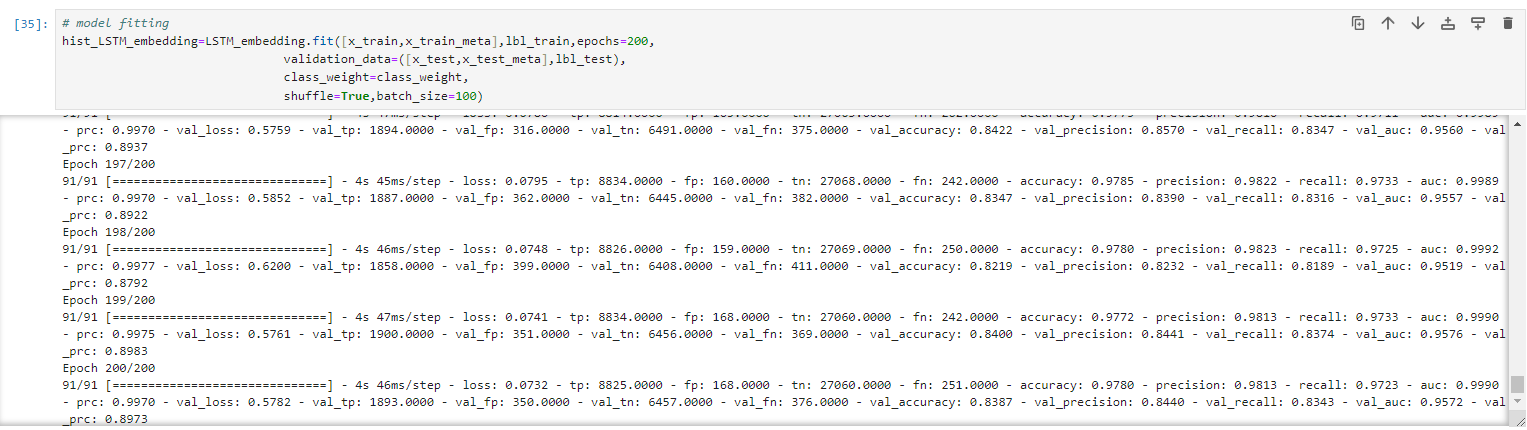 [35]: # model fitting
hist_LSTM_embedding=LSTM_embedding.fit([x_train,x_train_meta],lbl_train,epochs=200,
validation_data=([x_test,x_test_meta],lbl_test),
class_weight=class_weight,
shuffle=True,batch_size=100)
- prc: 0.9970 - val_loss: 0.5759 - val_tp: 1894.0000 - val_fp: 316.0000 - val_tn: 6491.0000 - val_fn: 375.0000 - val_accuracy: 0.8422 - val_precision: 0.8570 - val_recall: 0.8347 - val_auc: 0.9560 - val
_prc: 0.8937
Epoch 197/200
91/91 [==============================] - 4s 45ms/step - loss: 0.0795 - tp: 8834.0000 - fp: 160.0000 - tn: 27068.0000 - fn: 242.0000 - accuracy: 0.9785 - precision: 0.9822 - recall: 0.9733 - auc: 0.9989
- prc: 0.9970 - val_loss: 0.5852 - val_tp: 1887.0000 - val_fp: 362.0000 - val_tn: 6445.0000 - val_fn: 382.0000 - val_accuracy: 0.8347 - val_precision: 0.8390 - val_recall: 0.8316 - val_auc: 0.9557 - val
_prc: 0.8922
Epoch 198/200
91/91 [==============================] - 4s 46ms/step - loss: 0.0748 - tp: 8826.0000 - fp: 159.0000 - tn: 27069.0000 - fn: 250.0000 - accuracy: 0.9780 - precision: 0.9823 - recall: 0.9725 - auc: 0.9992
- prc: 0.9977 - val_loss: 0.6200 - val_tp: 1858.0000 - val_fp: 399.0000 - val_tn: 6408.0000 - val_fn: 411.0000 - val_accuracy: 0.8219 - val_precision: 0.8232 - val_recall: 0.8189 - val_auc: 0.9519 - val
_prc: 0.8792
Epoch 199/200
91/91 [==============================] - 4s 47ms/step - loss: 0.0741 - tp: 8834.0000 - fp: 168.0000 - tn: 27060.0000 - fn: 242.0000 - accuracy: 0.9772 - precision: 0.9813 - recall: 0.9733 - auc: 0.9990
- prc: 0.9975 - val_loss: 0.5761 - val_tp: 1900.0000 - val_fp: 351.0000 - val_tn: 6456.0000 - val_fn: 369.0000 - val_accuracy: 0.8400 - val_precision: 0.8441 - val_recall: 0.8374 - val_auc: 0.9576 - val
_prc: 0.8983
Epoch 200/200
91/91 [==============================] - 4s 46ms/step - loss: 0.0732 - tp: 8825.0000 - fp: 168.0000 - tn: 27060.0000 - fn: 251.0000 - accuracy: 0.9780 - precision: 0.9813 - recall: 0.9723 - auc: 0.9990
- prc: 0.9970 - val_loss: 0.5782 - val_tp: 1893.0000 - val_fp: 350.0000 - val_tn: 6457.0000 - val_fn: 376.0000 - val_accuracy: 0.8387 - val_precision: 0.8440 - val_recall: 0.8343 - val_auc: 0.9572 - val
_prc: 0.8973